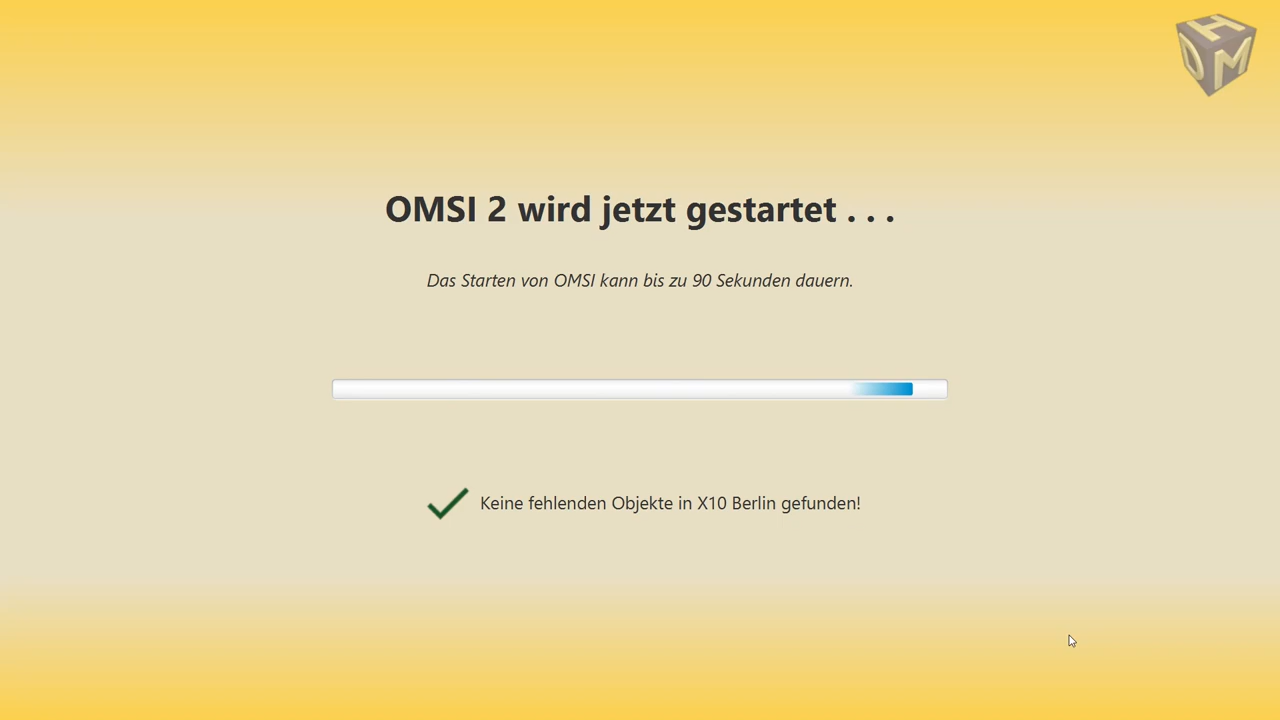 OMSI 2 wird jetzt gestartet . . .
Das Starten von OMSI kann bis zu 90 Sekunden dauern.
Keine fehlenden Objekte in X10 Berlin gefunden!
H
O M